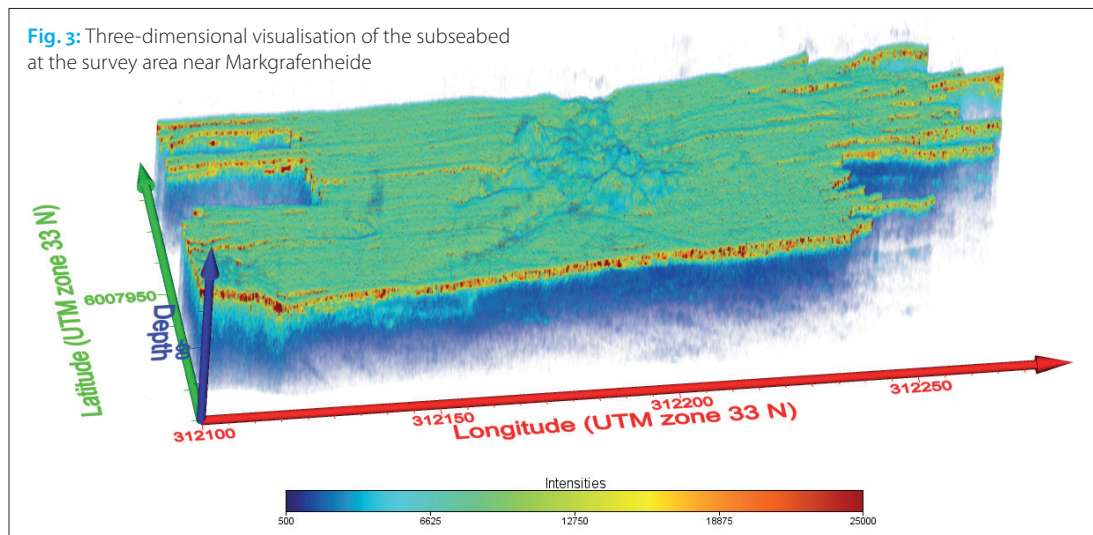 Fig. 3: Three-dimensional visualisation of the subseabed
at the survey area near Markgrafenheide
Latitude (UTM zone 33 N)
6007950
Depth
312100
312150
312200
312250
Longitude (UTM zone 33 N)
Intensities
500
6625
12750
18875
25000